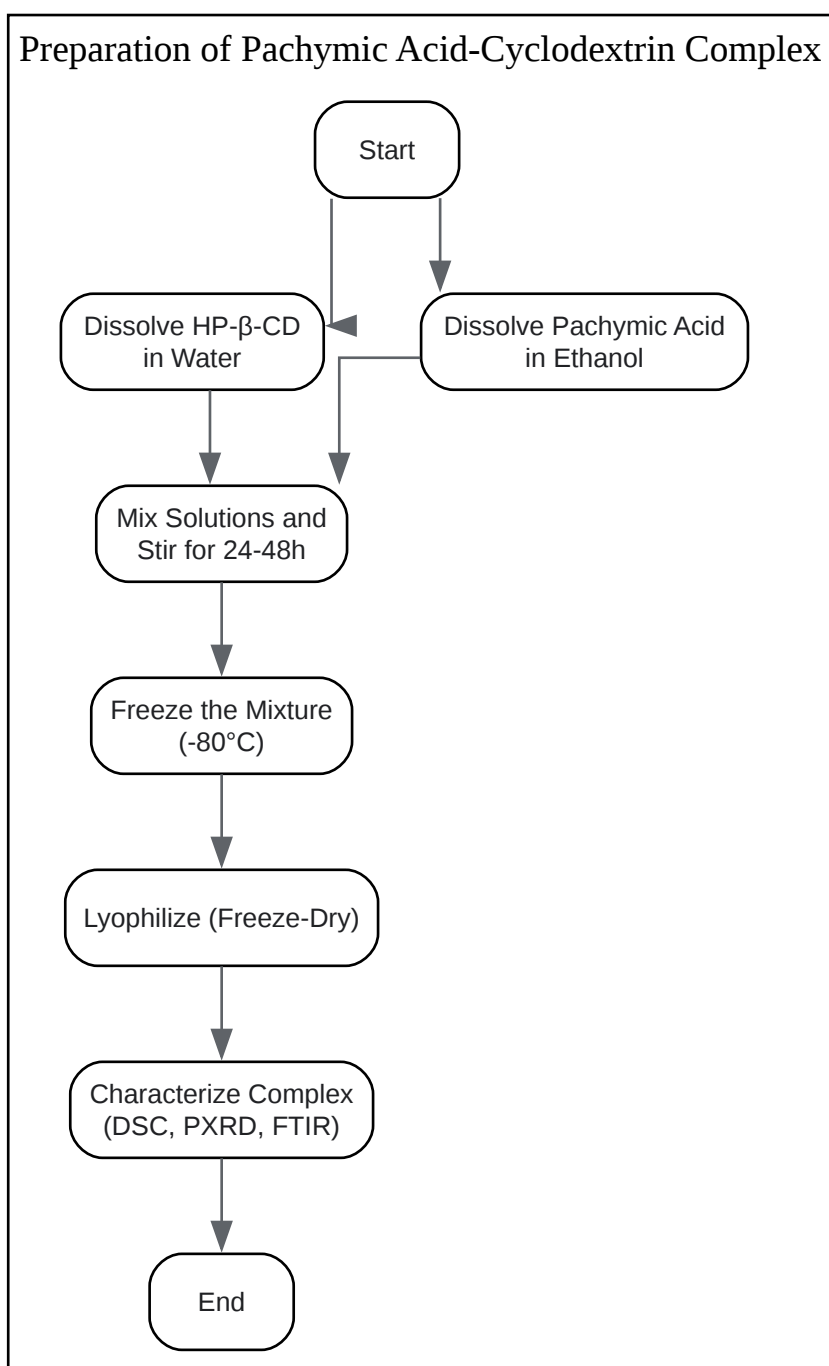 Preparation of Pachymic Acid-Cyclodextrin Complex
Start
Dissolve HP-β-CD
in Water
Dissolve Pachymic Acid
in Ethanol
Mix Solutions and
Stir for 24-48h
Freeze the Mixture
(-80°C)
Lyophilize (Freeze-Dry)
Characterize Complex
(DSC, PXRD, FTIR)
End